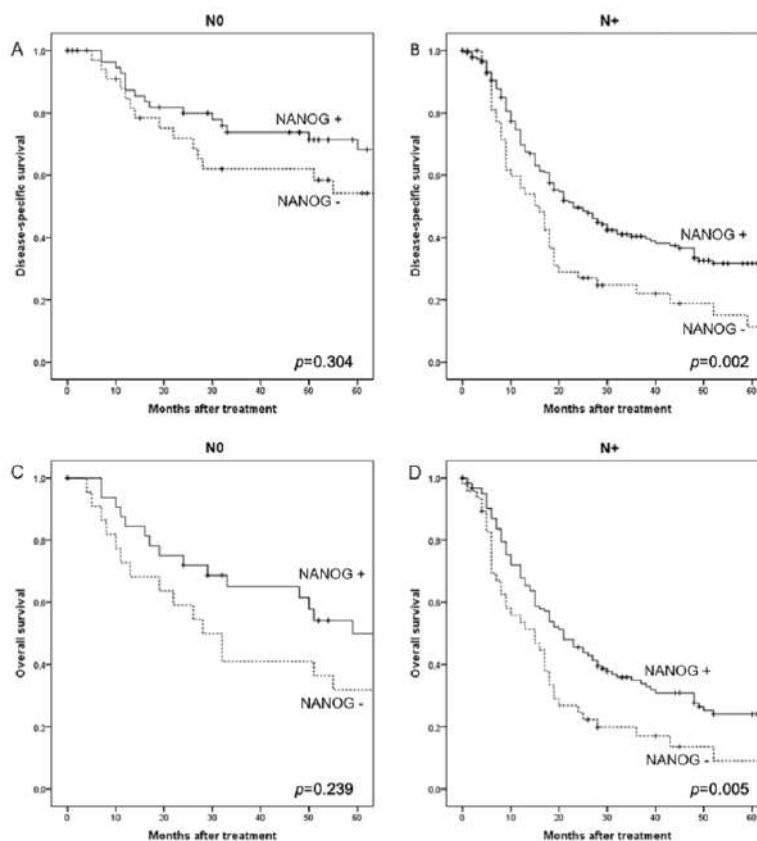 N0
A
1,0
0,8
0,6
0,4
0,2
0,0
Disease-specific survival
NANOG +
NANOG -
p=0.304
0 10 20 30 40 50 60
Months after treatment
N+
B
1,0
0,8
0,6
0,4
0,2
0,0
Disease-specific survival
NANOG +
NANOG -
p=0.002
0 10 20 30 40 50 60
Months after treatment
N0
C
1,0
0,8
0,6
0,4
0,2
0,0
Overall survival
NANOG +
NANOG -
p=0.239
0 10 20 30 40 50 60
Months after treatment
N+
D
1,0
0,8
0,6
0,4
0,2
0,0
Overall survival
NANOG +
NANOG -
p=0.005
0 10 20 30 40 50 60
Months after treatment